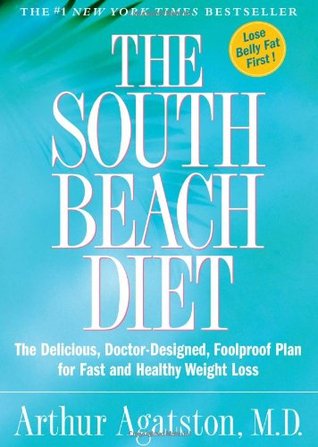 THE #1 NEW YORK TIMES BESTSELLER
Lose
Belly Fat
First !
THE
SOUTH
BEACH
DIET
The Delicious, Doctor-Designed, Foolproof Plan
for Fast and Healthy Weight Loss
Arthur Agatston, M.D.